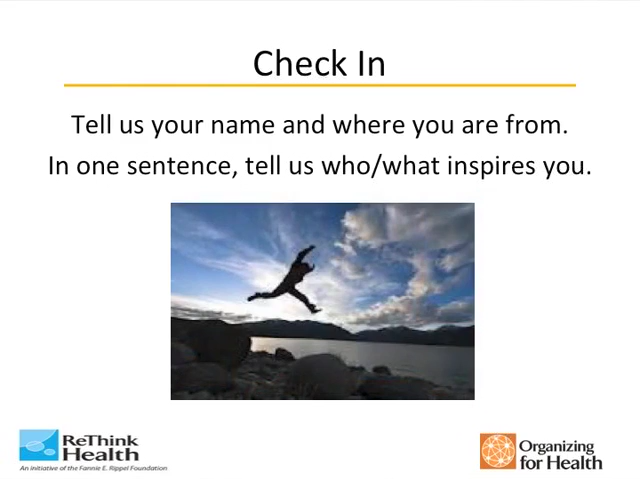 Check In
Tell us your name and where you are from.
In one sentence, tell us who/what inspires you.
ReThink
Health
An initiative of the Fannie E. Rippel Foundation
Organizing
for Health